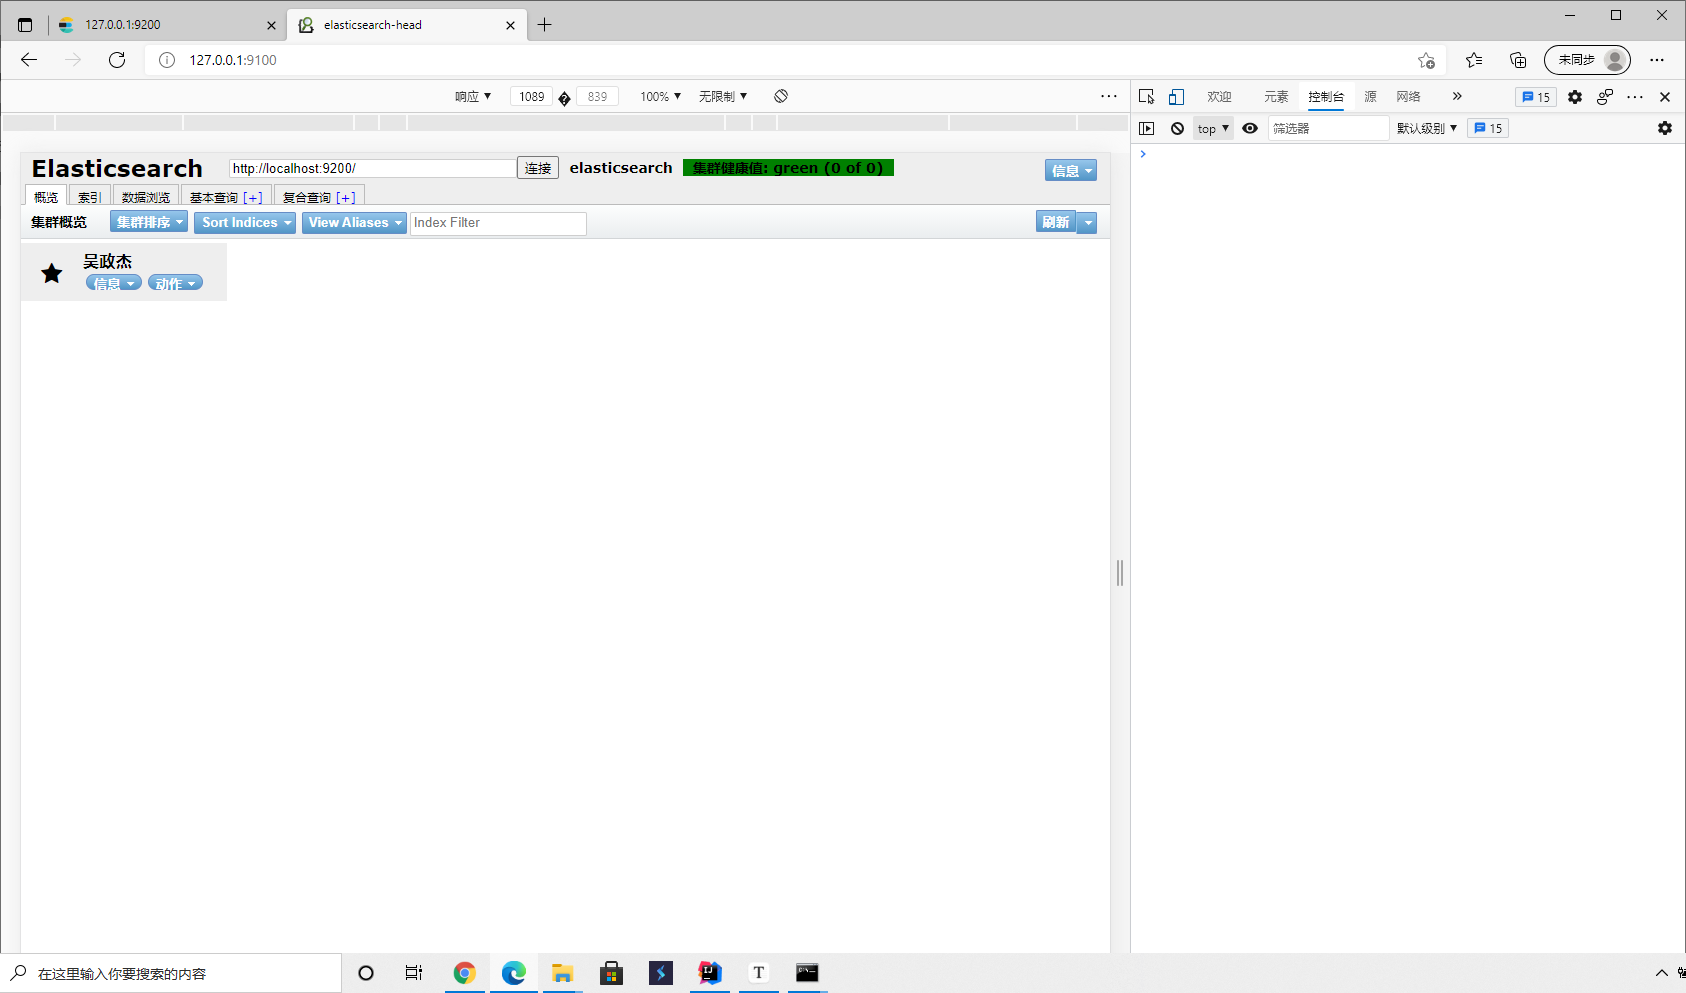 127.0.0.1:9200
elasticsearch-head
127.0.0.1:9100
未同步
响应 ▼ 1089 � 839 100% ▼ 无限制 ▼
欢迎 元素 控制台 源 网络 » 15
top ▼ 筛选器 默认级别 ▼ 15
Elasticsearch http://localhost:9200/ 连接 elasticsearch 集群健康值: green (0 of 0) 信息
概览 索引 数据浏览 基本查询 [+] 复合查询 [+]
集群概览 集群排序 Sort Indices View Aliases Index Filter 刷新
吴政杰
信息 动作
在这里输入你要搜索的内容